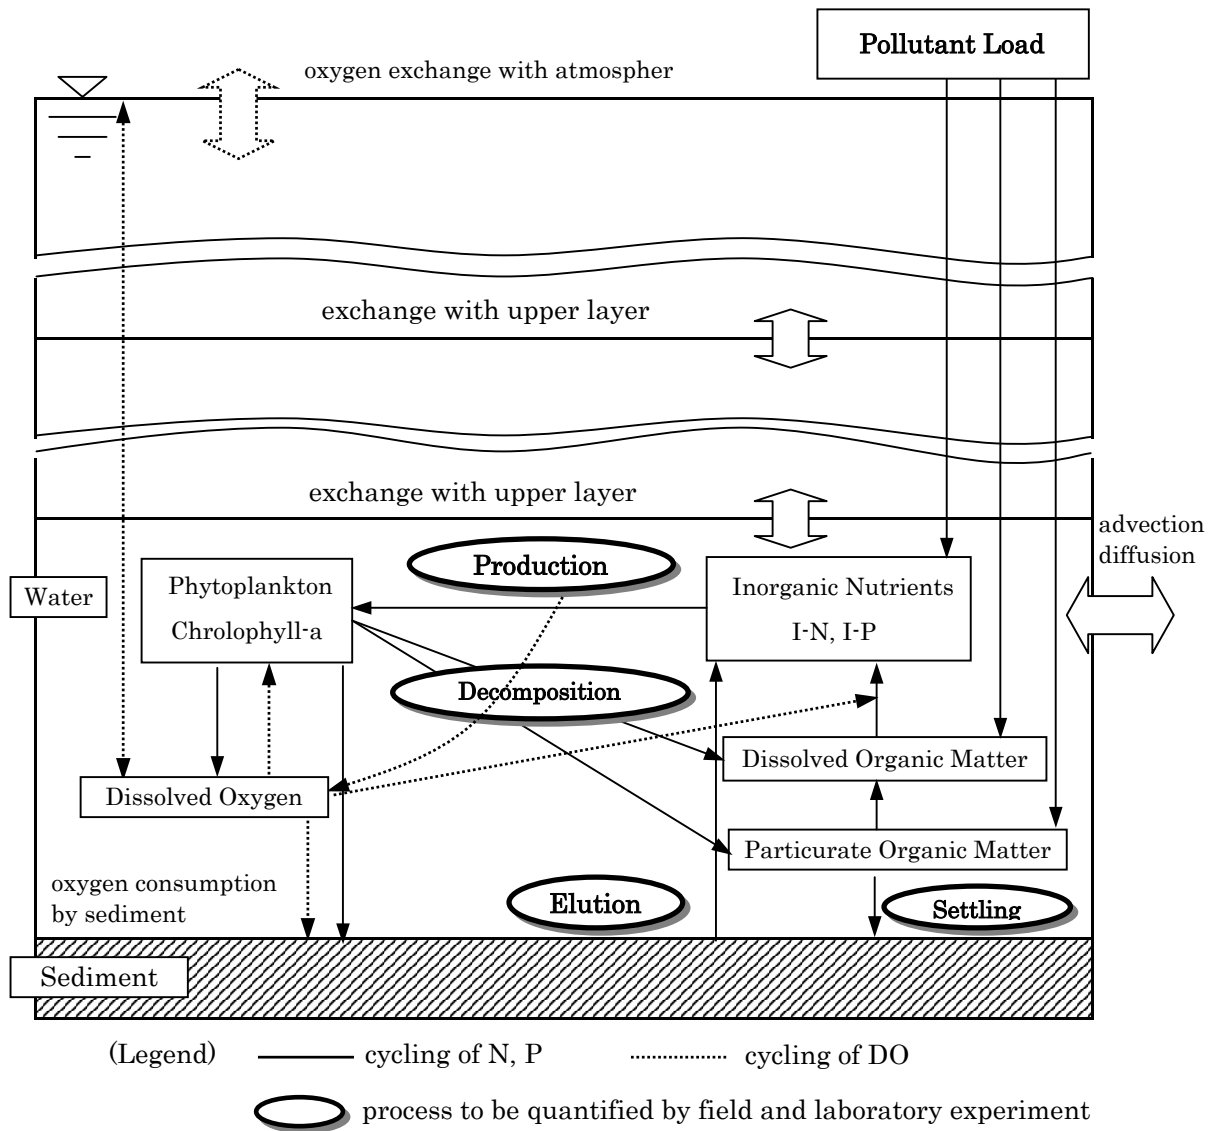 Pollutant Load
oxygen exchange with atmospher
exchange with upper layer
exchange with upper layer
advection
diffusion
Production
Phytoplankton
Chrolophyll-a
Inorganic Nutrients
I-N, I-P
Water
Decomposition
Dissolved Organic Matter
Dissolved Oxygen
Particurate Organic Matter
oxygen consumption
by sediment
Elution
Settling
Sediment
(Legend)
cycling of N, P
cycling of DO
process to be quantified by field and laboratory experiment